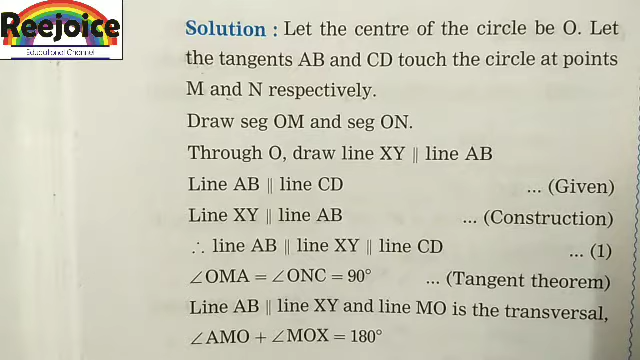 Reejoice
Educational Channel
Solution : Let the centre of the circle be O. Let
the tangents AB and CD touch the circle at points
M and N respectively.
Draw seg OM and seg ON.
Through O, draw line XY ∥ line AB
Line AB ∥ line CD ... (Given)
Line XY ∥ line AB ... (Construction)
∴ line AB ∥ line XY ∥ line CD ... (1)
∠OMA = ∠ONC = 90° ... (Tangent theorem)
Line AB ∥ line XY and line MO is the transversal,
∠AMO + ∠MOX = 180°